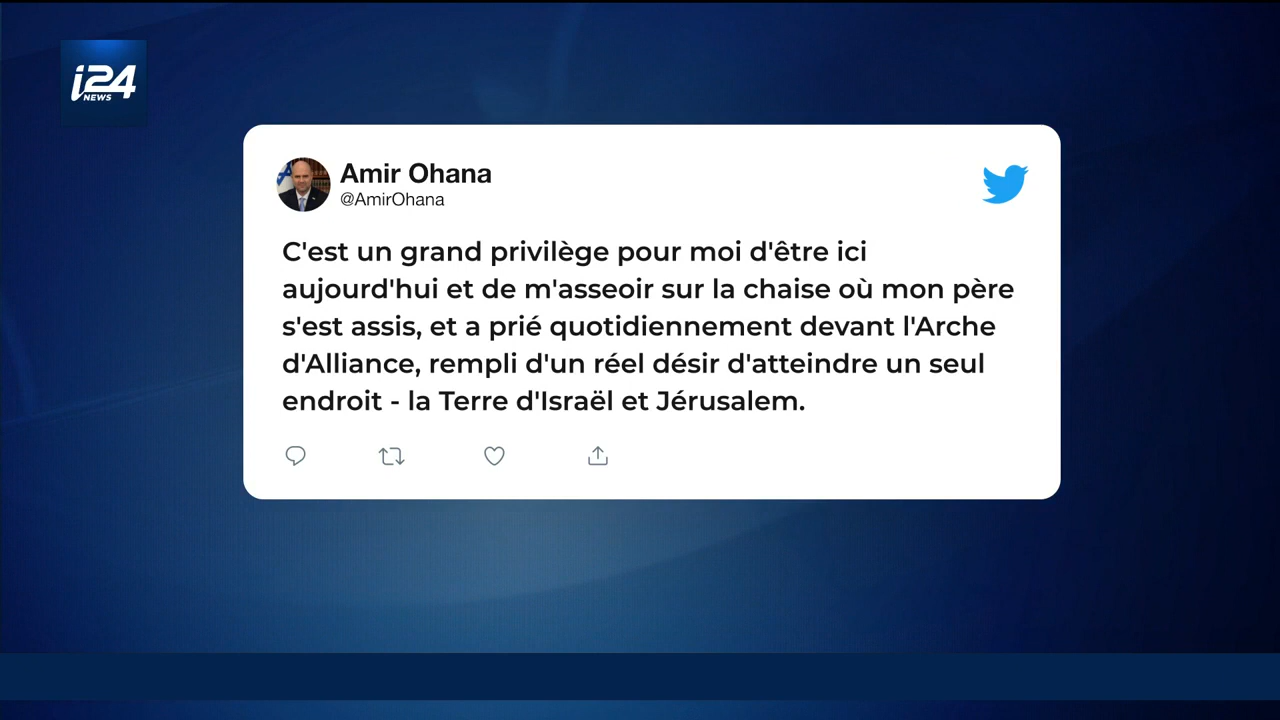 i24
NEWS
Amir Ohana
@AmirOhana
C'est un grand privilège pour moi d'être ici
aujourd'hui et de m'asseoir sur la chaise où mon père
s'est assis, et a prié quotidiennement devant l'Arche
d'Alliance, rempli d'un réel désir d'atteindre un seul
endroit - la Terre d'Israël et Jérusalem.